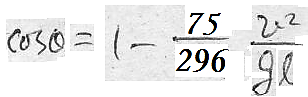 cosθ = 1 - 75/296 v²/gl